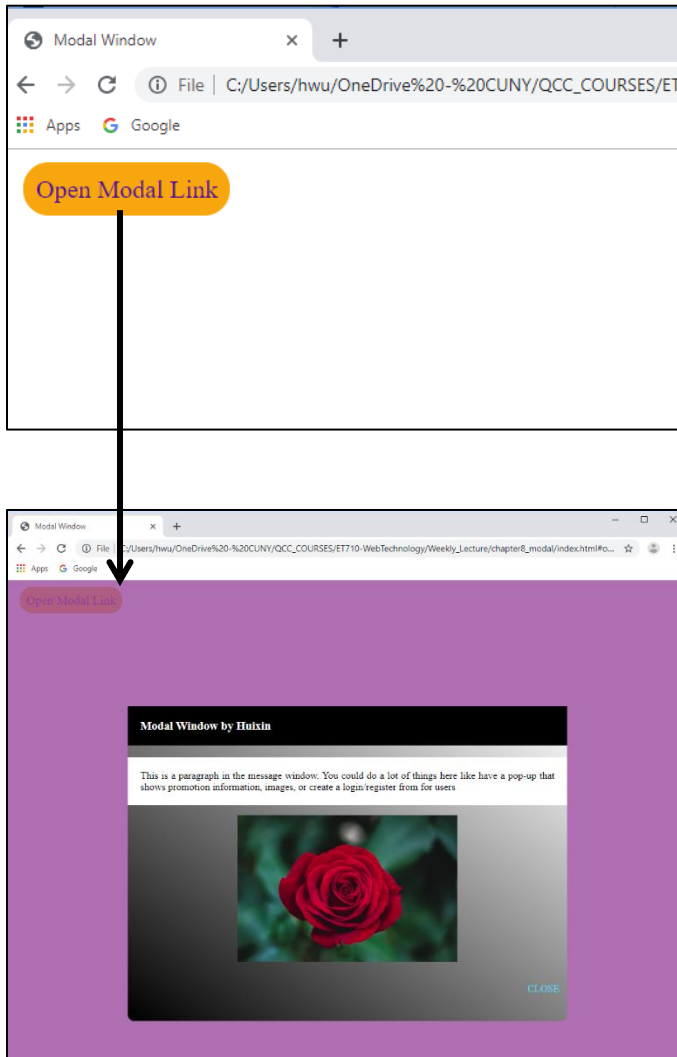 Modal Window
File | C:/Users/hwu/OneDrive%20-%20CUNY/QCC_COURSES/ET
Apps Google
Open Modal Link
Modal Window
File | C:/Users/hwu/OneDrive%20-%20CUNY/QCC_COURSES/ET710-WebTechnology/Weekly_Lecture/chapter8_modal/index.html#o...
Apps Google
Open Modal Link
Modal Window by Huixin
This is a paragraph in the message window. You could do a lot of things here like have a pop-up that
shows promotion information, images, or create a login/register from for users
CLOSE